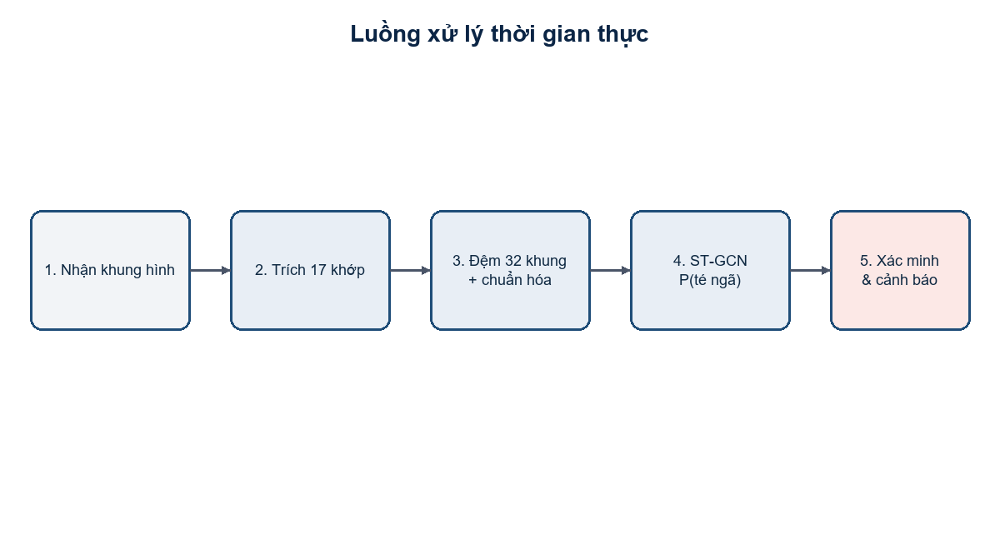 Luồng xử lý thời gian thực
1. Nhận khung hình
2. Trích 17 khớp
3. Đệm 32 khung
+ chuẩn hóa
4. ST-GCN
P(té ngã)
5. Xác minh
& cảnh báo